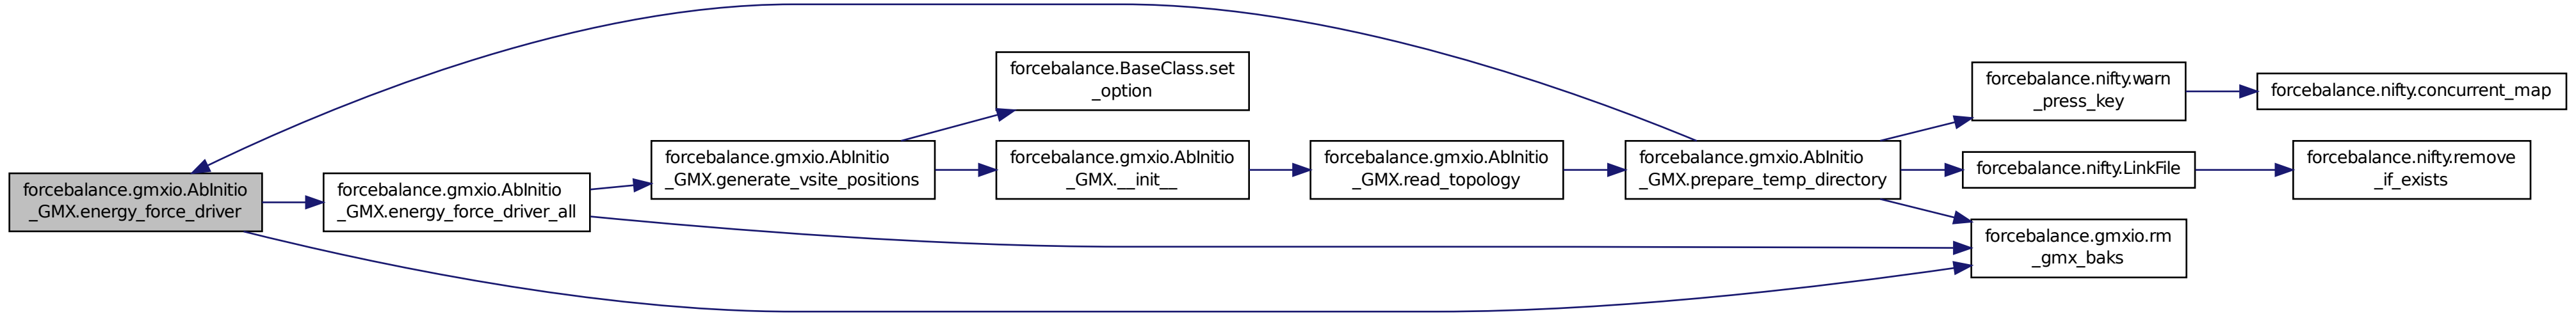 forcebalance.gmxio.AbInitio
_GMX.energy_force_driver
forcebalance.gmxio.AbInitio
_GMX.energy_force_driver_all
forcebalance.gmxio.AbInitio
_GMX.generate_vsite_positions
forcebalance.BaseClass.set
_option
forcebalance.gmxio.AbInitio
_GMX.__init__
forcebalance.gmxio.AbInitio
_GMX.read_topology
forcebalance.gmxio.AbInitio
_GMX.prepare_temp_directory
forcebalance.nifty.warn
_press_key
forcebalance.nifty.concurrent_map
forcebalance.nifty.LinkFile
forcebalance.nifty.remove
_if_exists
forcebalance.gmxio.rm
_gmx_baks